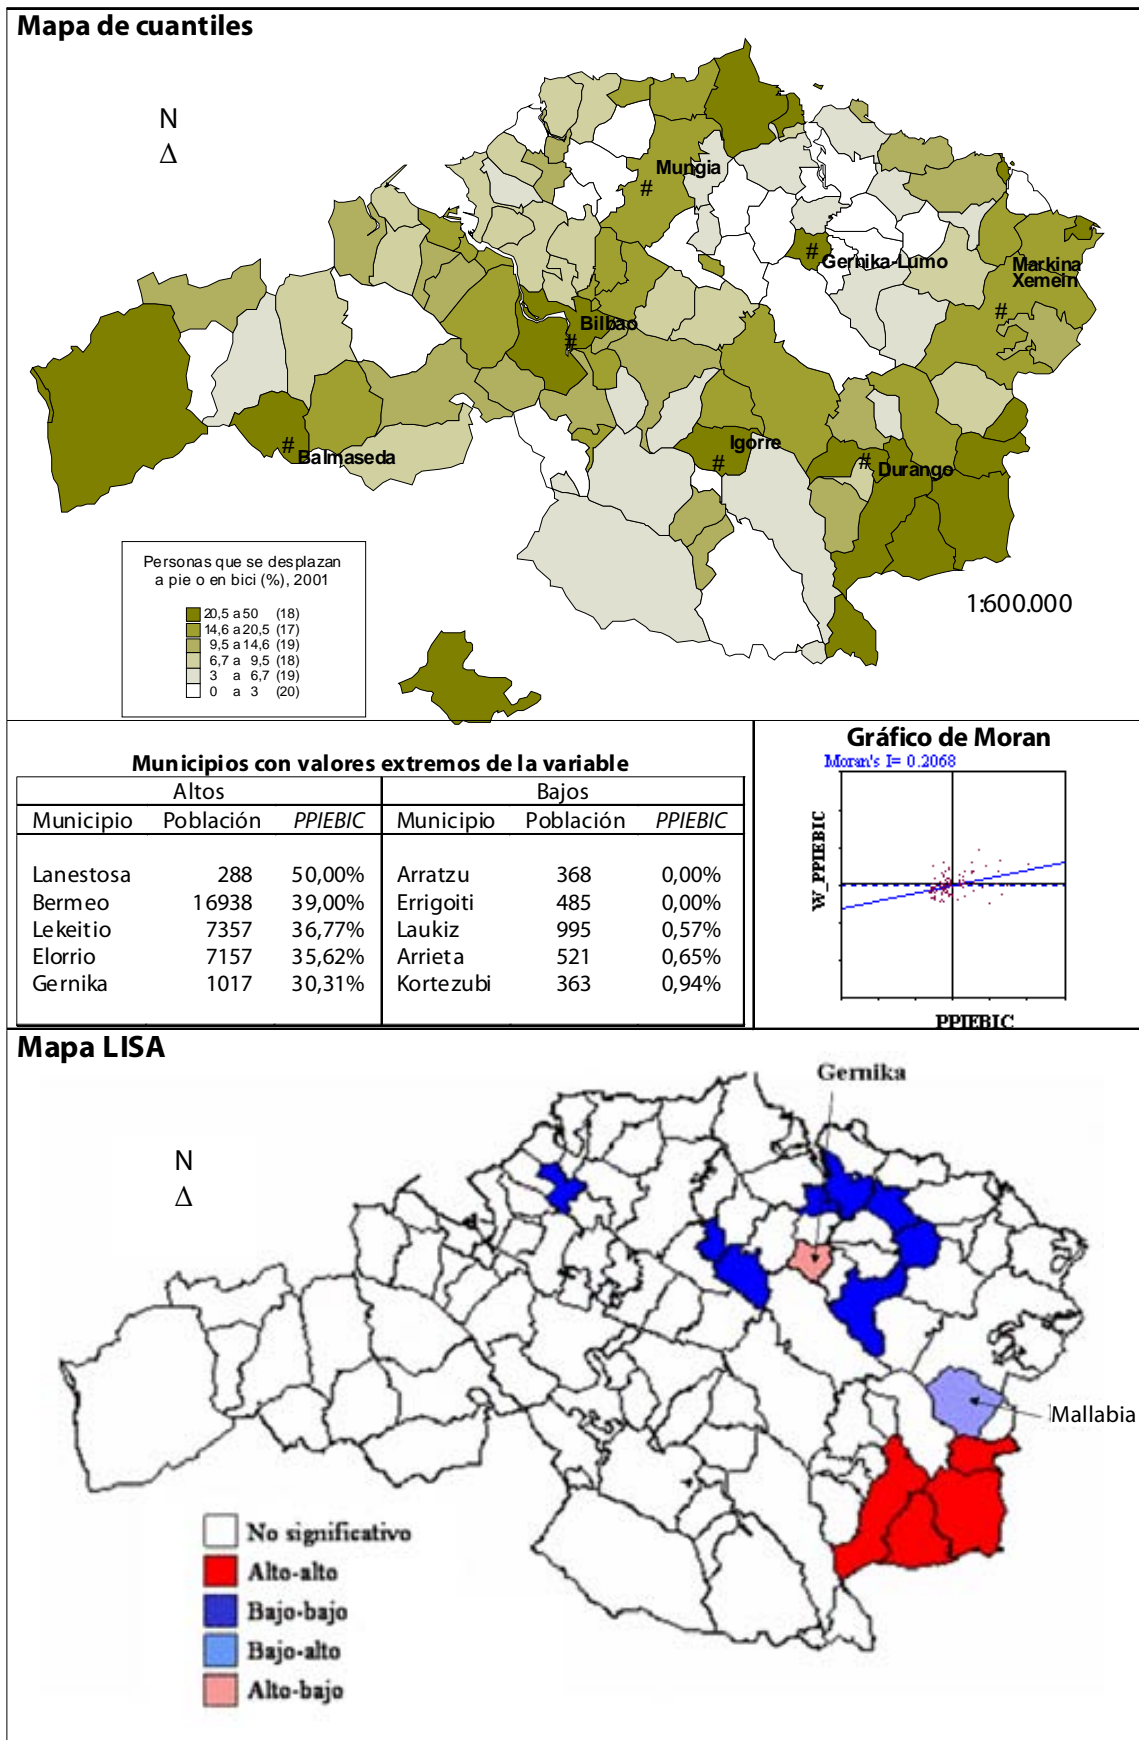 Mapa de cuantiles
N
Δ
Mungia
#
#
Gernika-Lumo
Markina
Xemein
#
Bilbao
#
Igorre
#
#
Durango
#
Balmaseda
Personas que se desplazan
a pie o en bici (%), 2001
20,5 a 50 (18)
14,6 a 20,5 (17)
9,5 a 14,6 (19)
6,7 a 9,5 (18)
3 a 6,7 (19)
0 a 3 (20)
1:600.000
Municipios con valores extremos de la variable
Altos Bajos
Municipio Población PPIEBIC Municipio Población PPIEBIC
Lanestosa 288 50,00% Arratzu 368 0,00%
Bermeo 16938 39,00% Errigoiti 485 0,00%
Lekeitio 7357 36,77% Laukiz 995 0,57%
Elorrio 7157 35,62% Arrieta 521 0,65%
Gernika 1017 30,31% Kortezubi 363 0,94%
Gráfico de Moran
Moran's I= 0.2068
W_PPIEBIC
PPIEBIC
Mapa LISA
Gernika
N
Δ
Mallabia
No significativo
Alto-alto
Bajo-bajo
Bajo-alto
Alto-bajo